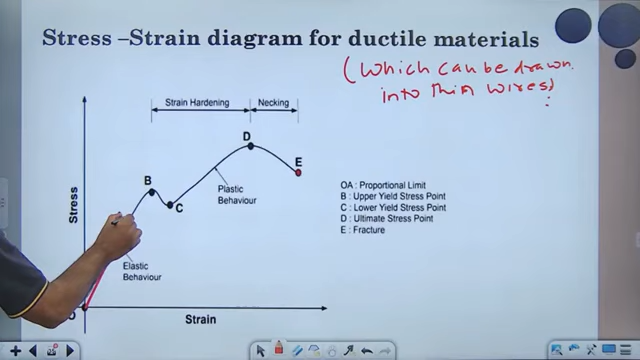 Stress –Strain diagram for ductile materials
(which can be drawn
into thin wires)
Strain Hardening
Necking
D
B
E
C
Plastic
Behaviour
Stress
OA : Proportional Limit
B : Upper Yield Stress Point
C : Lower Yield Stress Point
D : Ultimate Stress Point
E : Fracture
Elastic
Behaviour
Strain